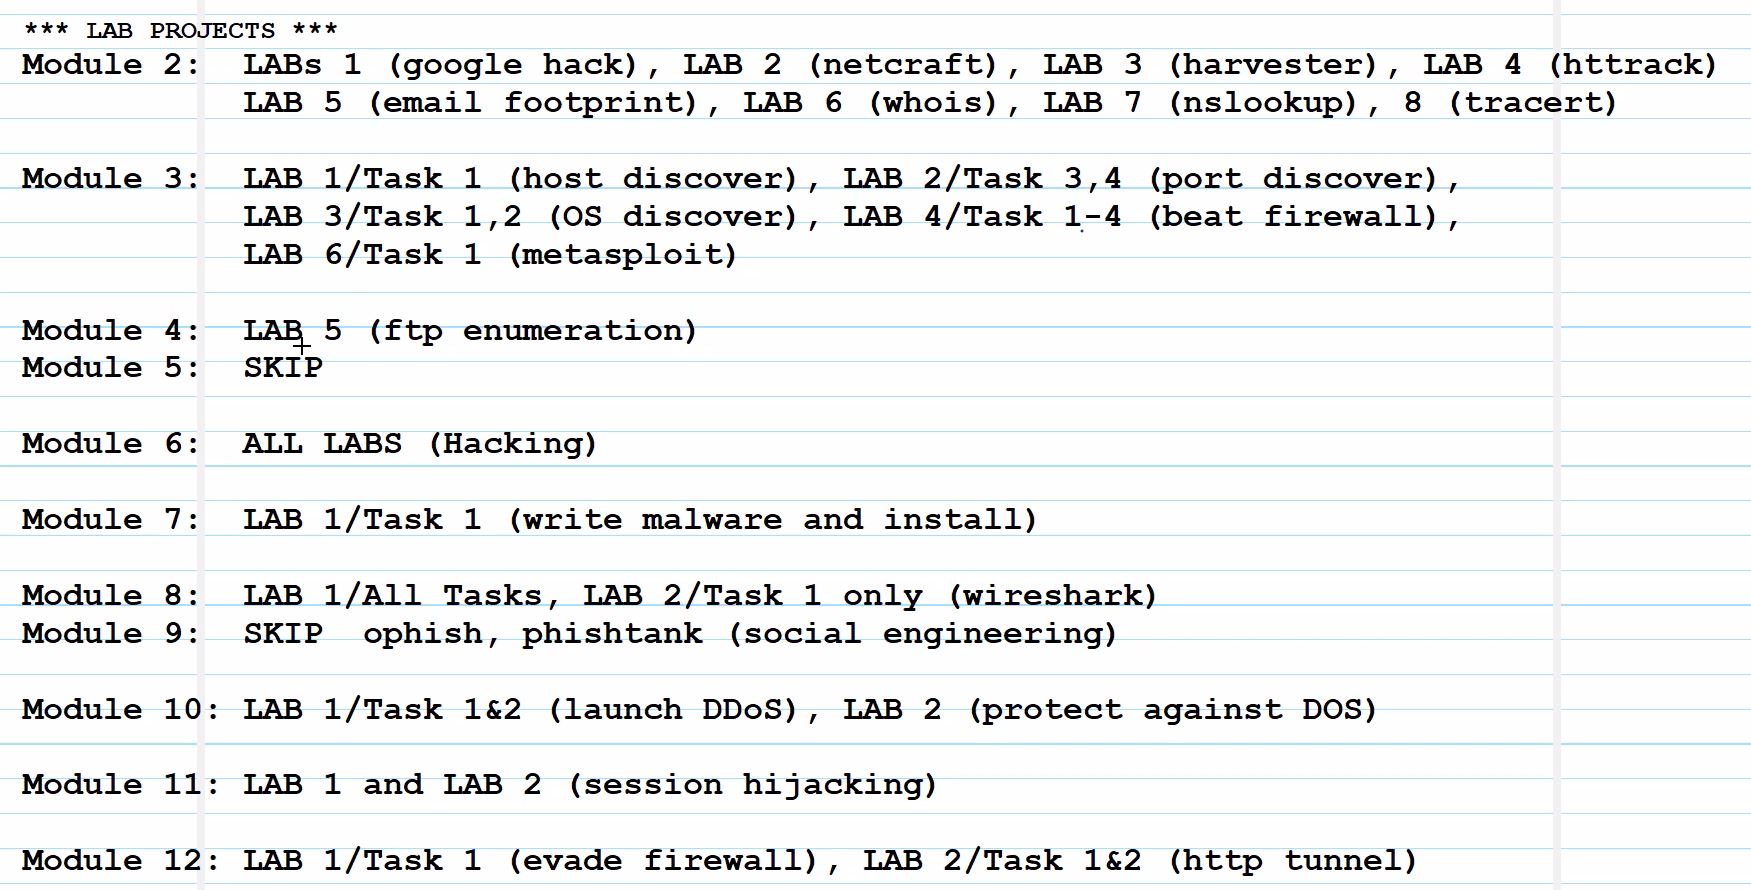 *** LAB PROJECTS ***
Module 2: LABs 1 (google hack), LAB 2 (netcraft), LAB 3 (harvester), LAB 4 (httrack)
LAB 5 (email footprint), LAB 6 (whois), LAB 7 (nslookup), 8 (tracert)
Module 3: LAB 1/Task 1 (host discover), LAB 2/Task 3,4 (port discover),
LAB 3/Task 1,2 (OS discover), LAB 4/Task 1-4 (beat firewall),
LAB 6/Task 1 (metasploit)
Module 4: LAB 5 (ftp enumeration)
Module 5: SKIP
Module 6: ALL LABS (Hacking)
Module 7: LAB 1/Task 1 (write malware and install)
Module 8: LAB 1/All Tasks, LAB 2/Task 1 only (wireshark)
Module 9: SKIP ophish, phishtank (social engineering)
Module 10: LAB 1/Task 1&2 (launch DDoS), LAB 2 (protect against DOS)
Module 11: LAB 1 and LAB 2 (session hijacking)
Module 12: LAB 1/Task 1 (evade firewall), LAB 2/Task 1&2 (http tunnel)